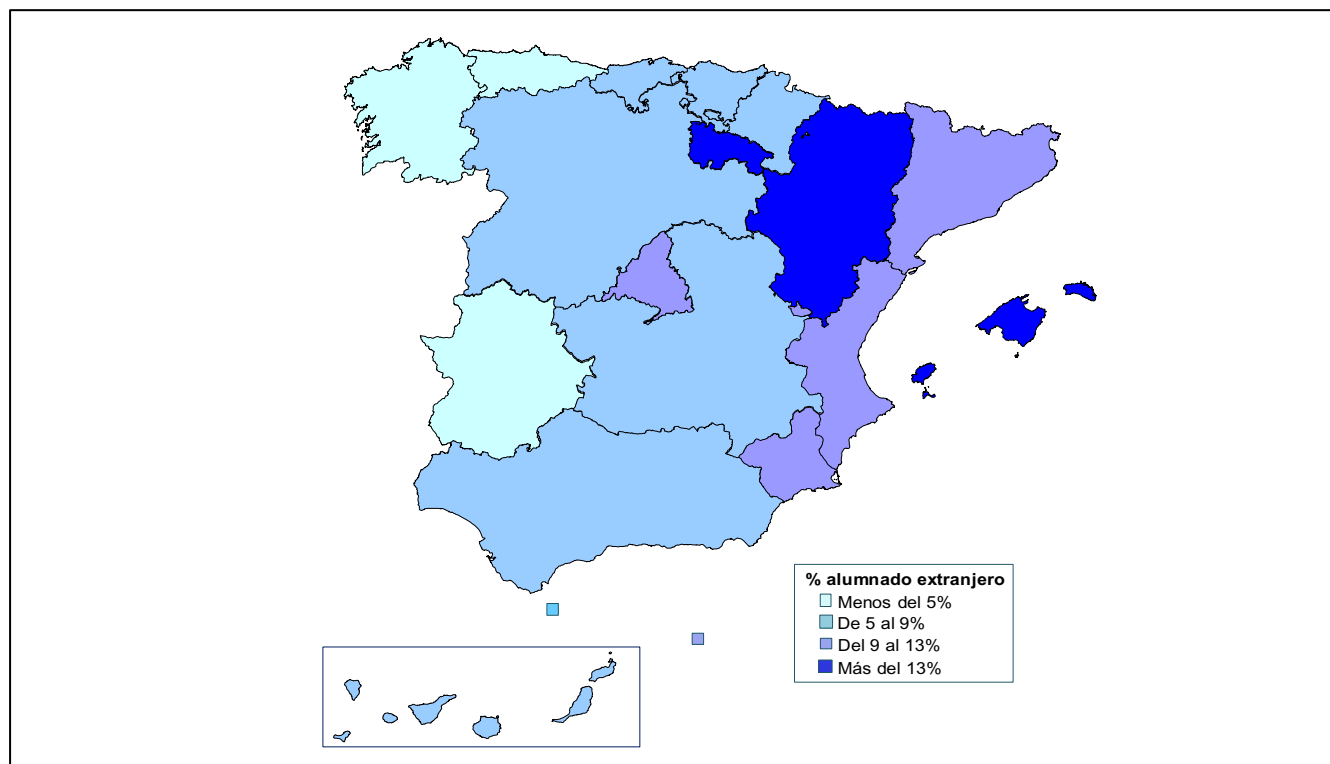 % alumnado extranjero
Menos del 5%
De 5 al 9%
Del 9 al 13%
Más del 13%